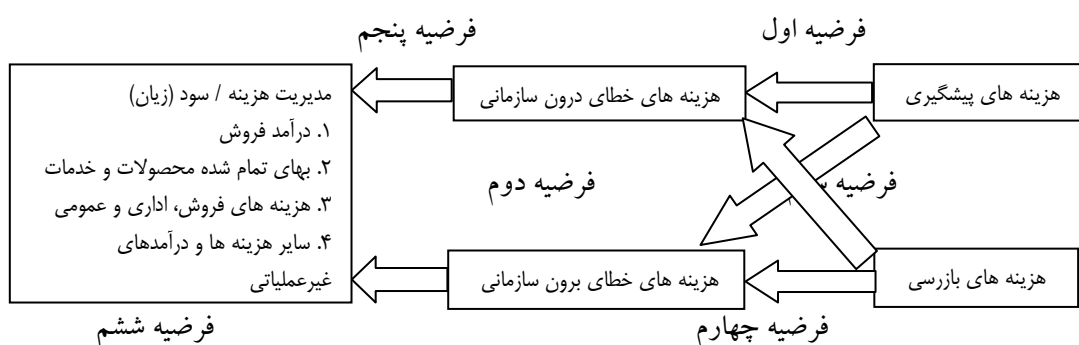 فرضیه اول
فرضیه پنجم
هزینه های پیشگیری
هزینه های خطای درون سازمانی
مدیریت هزینه / سود (زیان)
۱. درآمد فروش
۲. بهای تمام شده محصولات و خدمات
۳. هزینه های فروش، اداری و عمومی
۴. سایر هزینه ها و درآمدهای
غیرعملیاتی
فرضیه
فرضیه دوم
هزینه های بازرسی
هزینه های خطای برون سازمانی
فرضیه چهارم
فرضیه ششم